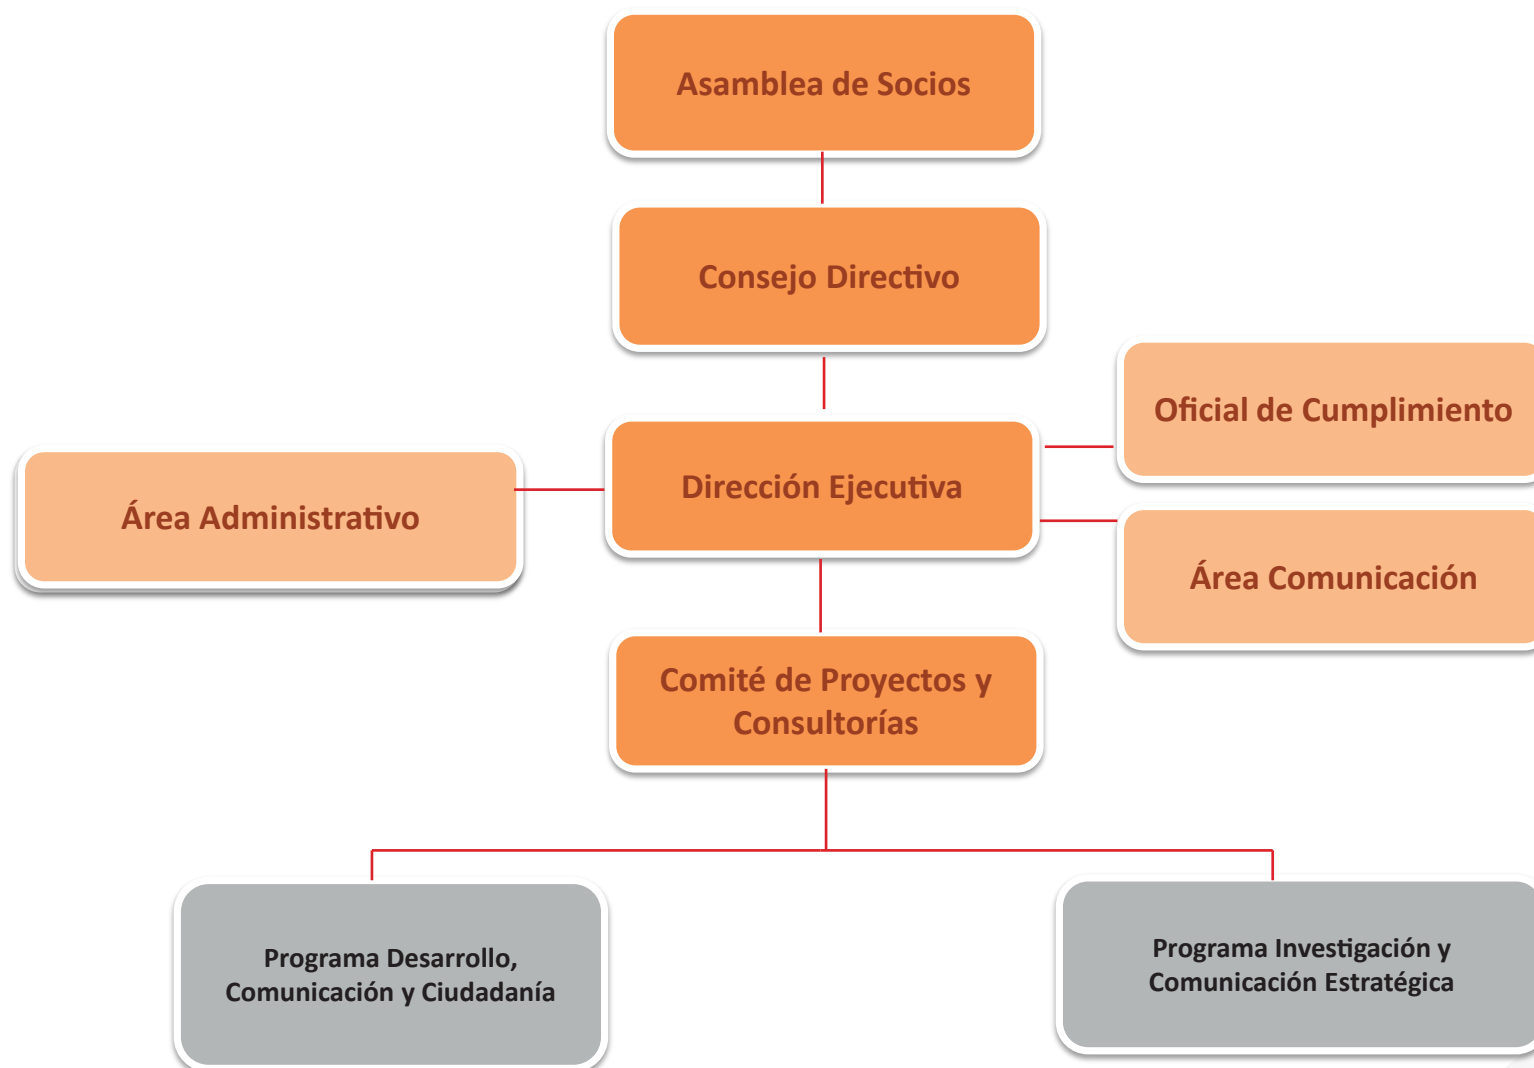 Asamblea de Socios
Consejo Directivo
Oficial de Cumplimiento
Dirección Ejecutiva
Área Administrativo
Área Comunicación
Comité de Proyectos y
Consultorías
Programa Desarrollo,
Comunicación y Ciudadanía
Programa Investigación y
Comunicación Estratégica